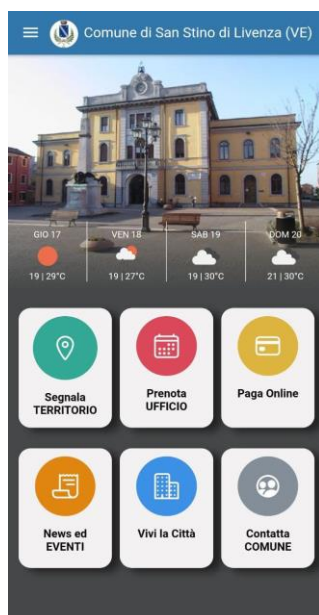 Comune di San Stino di Livenza (VE)
GIO 17 VEN 18 SAB 19 DOM 20
19 | 29°C 19 | 27°C 19 | 30°C 21 | 30°C
Segnala Prenota Paga Online
TERRITORIO UFFICIO
News ed Vivi la Città Contatta
EVENTI COMUNE